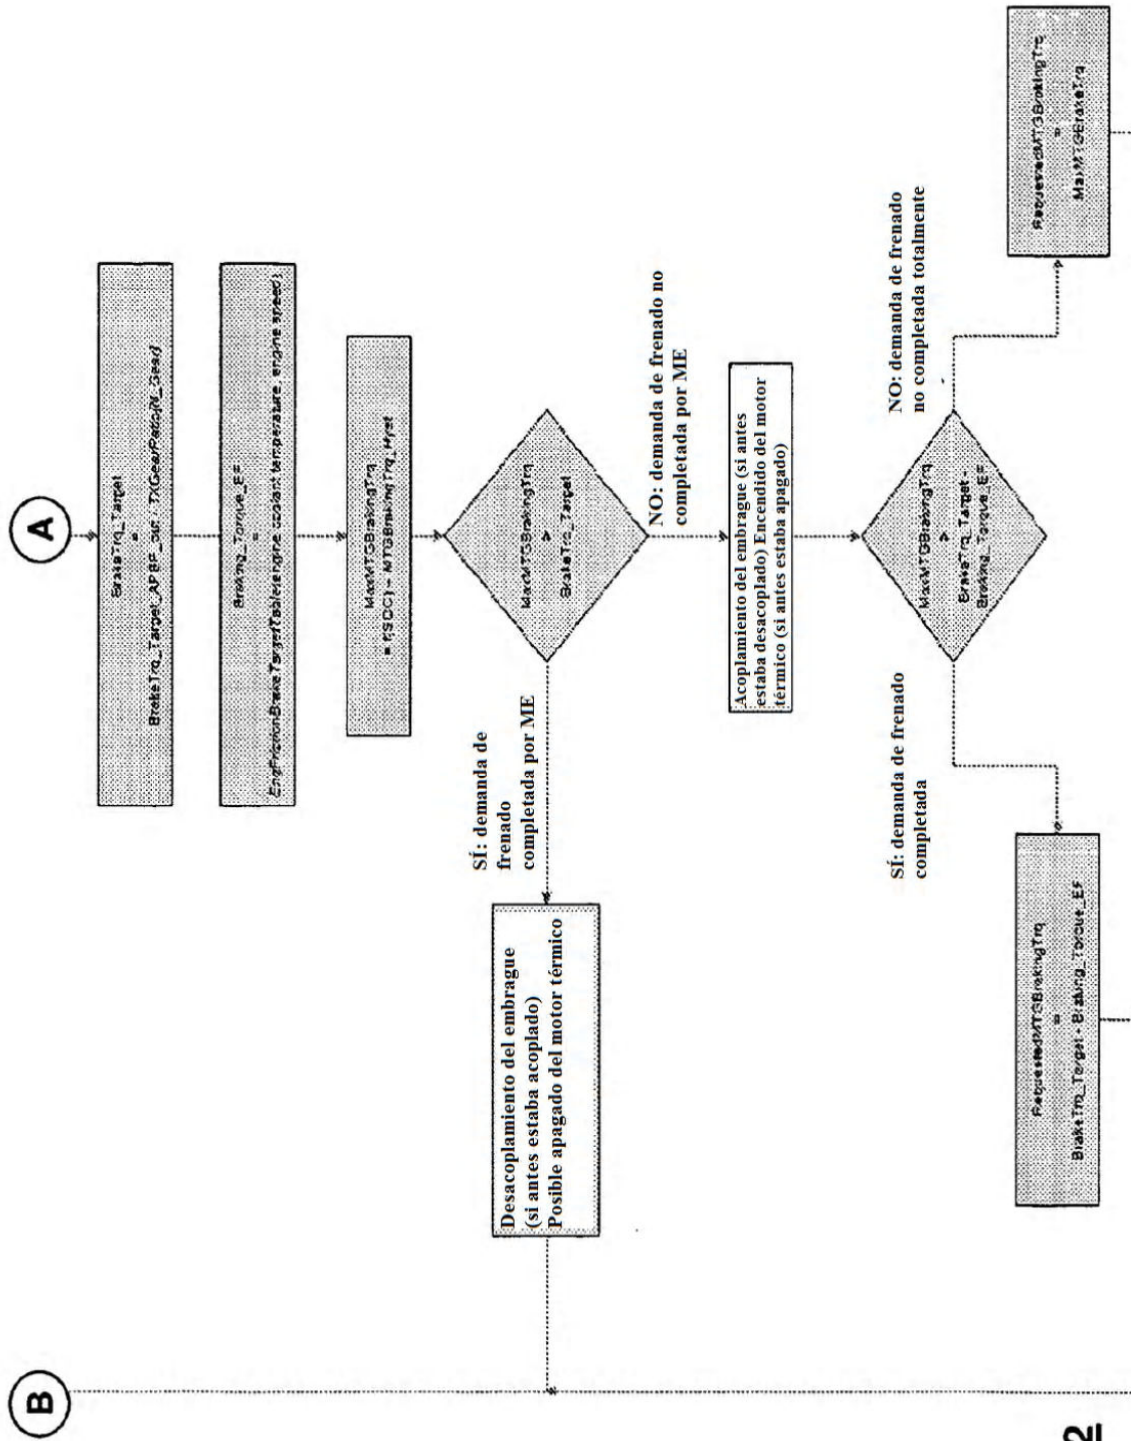 B
A
BrakeTrq_Target
=
BrakeTrq_Target_APBF_out / TXGearRatio[N_Gear]
Braking_Torque_EF
=
EngFrictionBrakeTargetTable(engine coolant temperature, engine speed)
MaxMTGBrakingTrq
= f(SOC) - MTGBrakingTrq_Hyst
MaxMTGBrakingTrq
>
BrakeTrq_Target
SÍ: demanda de
frenado
completada por ME
NO: demanda de frenado no
completada por ME
Desacoplamiento del embrague
(si antes estaba acoplado)
Posible apagado del motor térmico
Acoplamiento del embrague (si antes
estaba desacoplado) Encendido del motor
térmico (si antes estaba apagado)
MaxMTGBrakingTrq
>
BrakeTrq_Target -
Braking_Torque_EF
SÍ: demanda de frenado
completada
NO: demanda de frenado
no completada totalmente
RequestedMTGBrakingTrq
=
BrakeTrq_Target - Braking_Torque_EF
RequestedMTGBrakingTrq
=
MaxMTGBrakeTrq
2